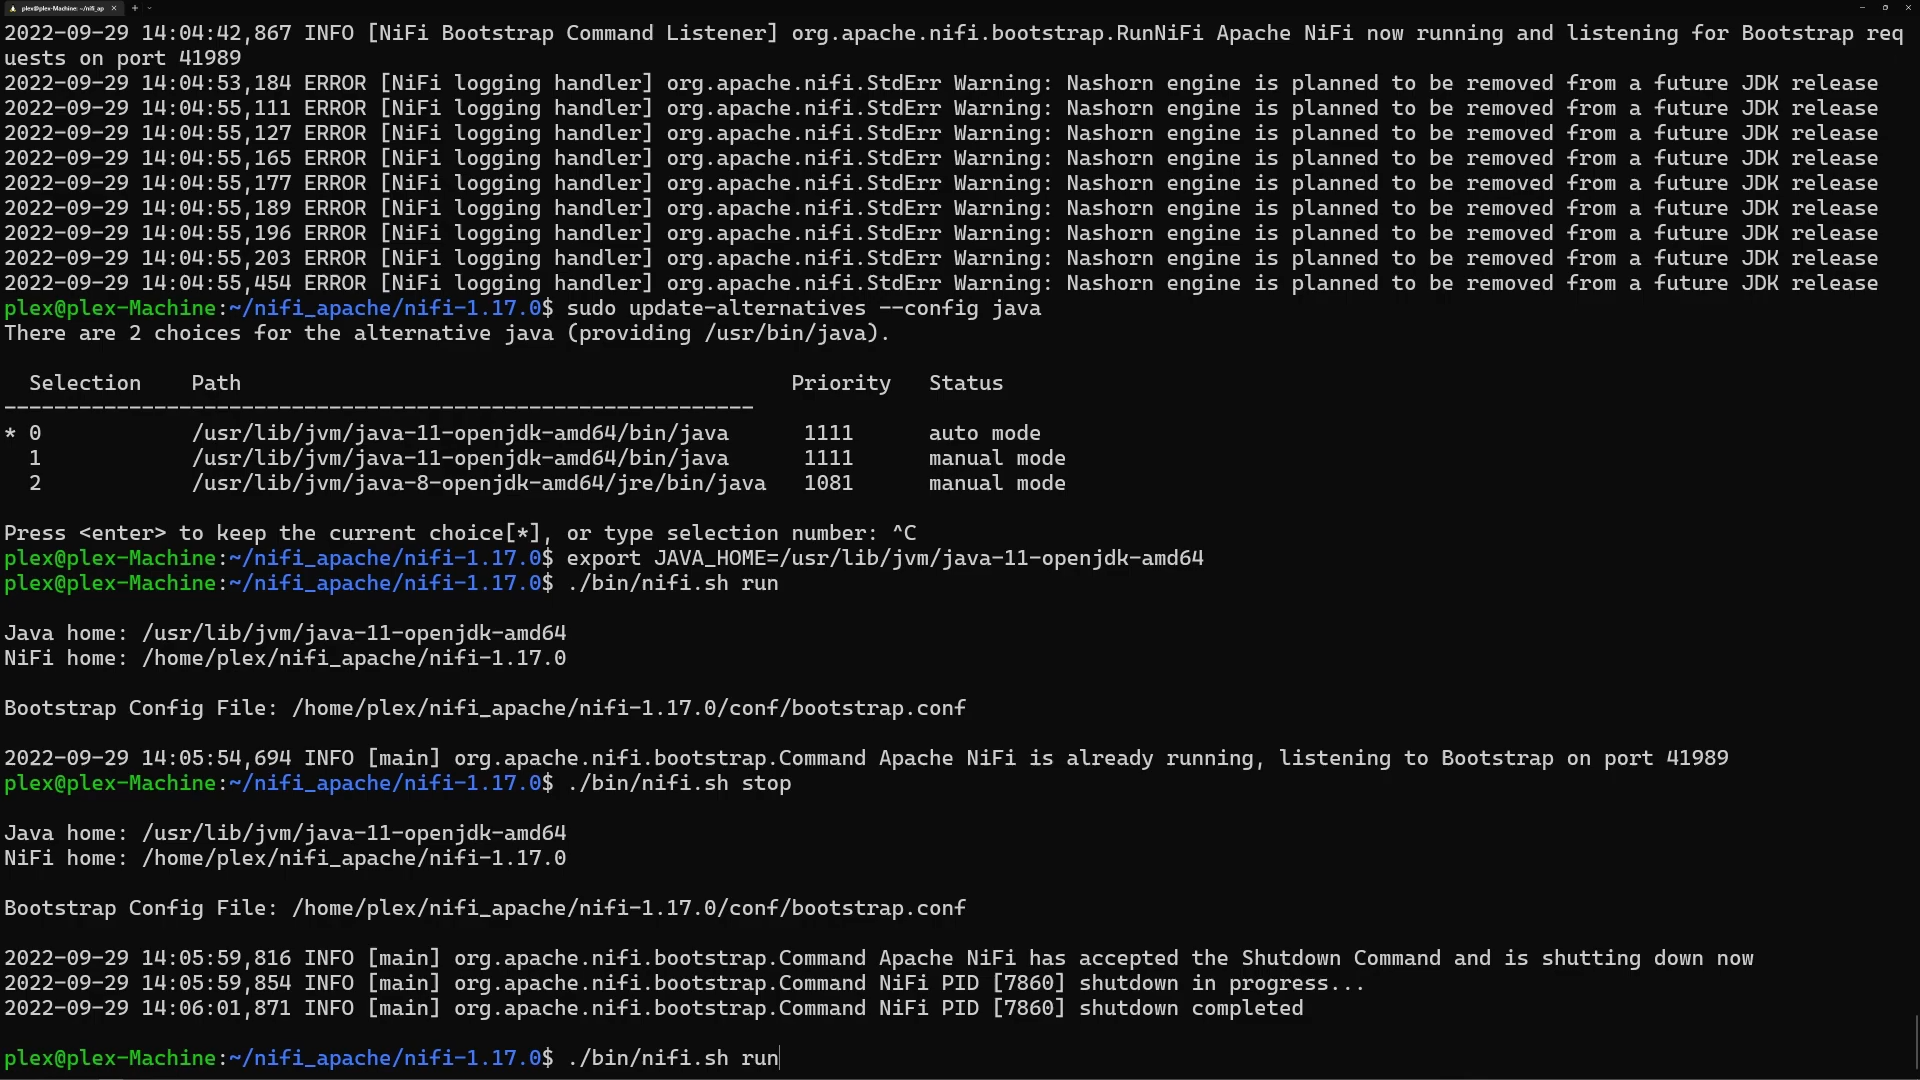 plex@plex-Machine: ~/nifi_ap
2022-09-29 14:04:42,867 INFO [NiFi Bootstrap Command Listener] org.apache.nifi.bootstrap.RunNiFi Apache NiFi now running and listening for Bootstrap req
uests on port 41989
2022-09-29 14:04:53,184 ERROR [NiFi logging handler] org.apache.nifi.StdErr Warning: Nashorn engine is planned to be removed from a future JDK release
2022-09-29 14:04:55,111 ERROR [NiFi logging handler] org.apache.nifi.StdErr Warning: Nashorn engine is planned to be removed from a future JDK release
2022-09-29 14:04:55,127 ERROR [NiFi logging handler] org.apache.nifi.StdErr Warning: Nashorn engine is planned to be removed from a future JDK release
2022-09-29 14:04:55,165 ERROR [NiFi logging handler] org.apache.nifi.StdErr Warning: Nashorn engine is planned to be removed from a future JDK release
2022-09-29 14:04:55,177 ERROR [NiFi logging handler] org.apache.nifi.StdErr Warning: Nashorn engine is planned to be removed from a future JDK release
2022-09-29 14:04:55,189 ERROR [NiFi logging handler] org.apache.nifi.StdErr Warning: Nashorn engine is planned to be removed from a future JDK release
2022-09-29 14:04:55,196 ERROR [NiFi logging handler] org.apache.nifi.StdErr Warning: Nashorn engine is planned to be removed from a future JDK release
2022-09-29 14:04:55,203 ERROR [NiFi logging handler] org.apache.nifi.StdErr Warning: Nashorn engine is planned to be removed from a future JDK release
2022-09-29 14:04:55,454 ERROR [NiFi logging handler] org.apache.nifi.StdErr Warning: Nashorn engine is planned to be removed from a future JDK release
plex@plex-Machine:~/nifi_apache/nifi-1.17.0$ sudo update-alternatives --config java
There are 2 choices for the alternative java (providing /usr/bin/java).
  Selection    Path                                            Priority   Status
------------------------------------------------------------
* 0            /usr/lib/jvm/java-11-openjdk-amd64/bin/java      1111      auto mode
  1            /usr/lib/jvm/java-11-openjdk-amd64/bin/java      1111      manual mode
  2            /usr/lib/jvm/java-8-openjdk-amd64/jre/bin/java   1081      manual mode
Press <enter> to keep the current choice[*], or type selection number: ^C
plex@plex-Machine:~/nifi_apache/nifi-1.17.0$ export JAVA_HOME=/usr/lib/jvm/java-11-openjdk-amd64
plex@plex-Machine:~/nifi_apache/nifi-1.17.0$ ./bin/nifi.sh run
Java home: /usr/lib/jvm/java-11-openjdk-amd64
NiFi home: /home/plex/nifi_apache/nifi-1.17.0
Bootstrap Config File: /home/plex/nifi_apache/nifi-1.17.0/conf/bootstrap.conf
2022-09-29 14:05:54,694 INFO [main] org.apache.nifi.bootstrap.Command Apache NiFi is already running, listening to Bootstrap on port 41989
plex@plex-Machine:~/nifi_apache/nifi-1.17.0$ ./bin/nifi.sh stop
Java home: /usr/lib/jvm/java-11-openjdk-amd64
NiFi home: /home/plex/nifi_apache/nifi-1.17.0
Bootstrap Config File: /home/plex/nifi_apache/nifi-1.17.0/conf/bootstrap.conf
2022-09-29 14:05:59,816 INFO [main] org.apache.nifi.bootstrap.Command Apache NiFi has accepted the Shutdown Command and is shutting down now
2022-09-29 14:05:59,854 INFO [main] org.apache.nifi.bootstrap.Command NiFi PID [7860] shutdown in progress...
2022-09-29 14:06:01,871 INFO [main] org.apache.nifi.bootstrap.Command NiFi PID [7860] shutdown completed
plex@plex-Machine:~/nifi_apache/nifi-1.17.0$ ./bin/nifi.sh run